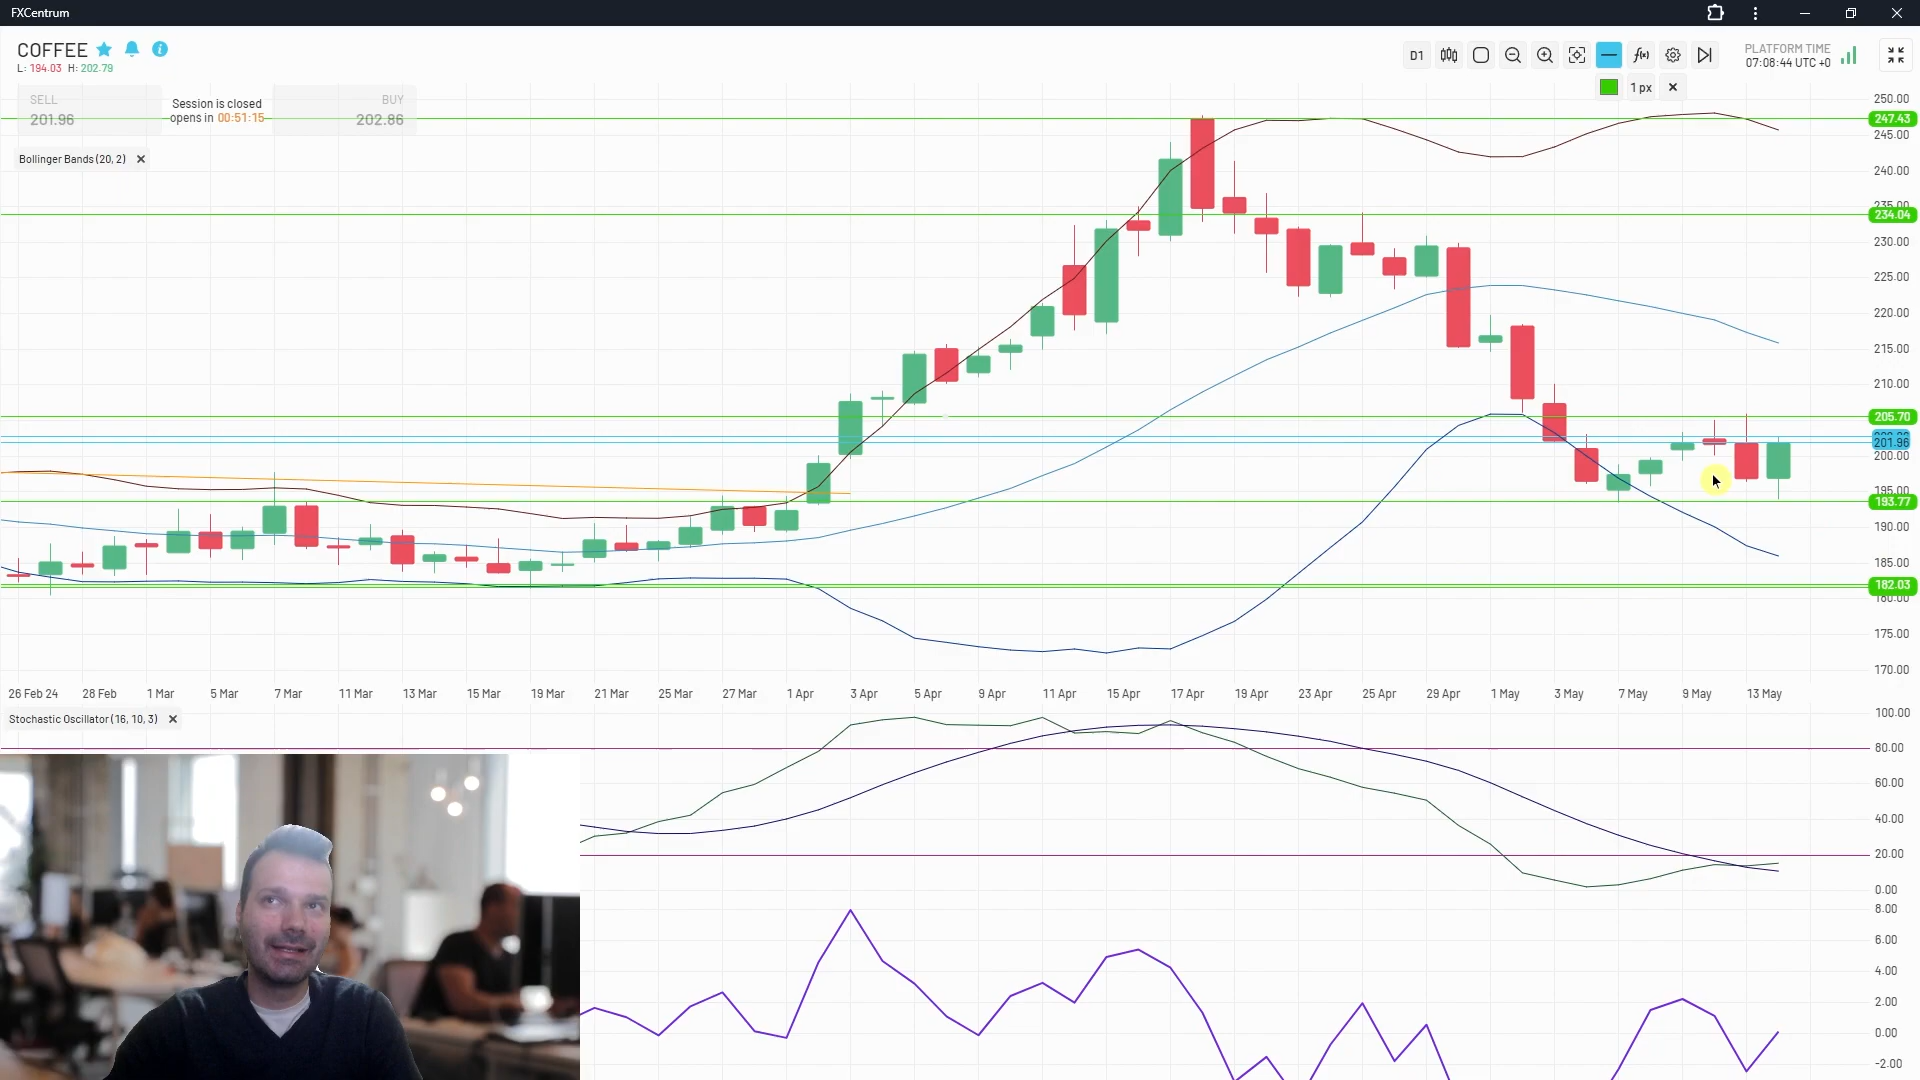 FXCentrum
COFFEE
L: 194.03 H: 202.79
D1
PLATFORM TIME
07:08:44 UTC +0
1 px
SELL
201.96
Session is closed
opens in 00:51:15
BUY
202.86
Bollinger Bands (20, 2)
250.00
247.43
245.00
240.00
235.00
234.04
230.00
225.00
220.00
215.00
210.00
205.70
201.96
200.00
195.00
193.77
190.00
185.00
182.03
180.00
175.00
170.00
26 Feb 24 28 Feb 1 Mar 5 Mar 7 Mar 11 Mar 13 Mar 15 Mar 19 Mar 21 Mar 25 Mar 27 Mar 1 Apr 3 Apr 5 Apr 9 Apr 11 Apr 15 Apr 17 Apr 19 Apr 23 Apr 25 Apr 29 Apr 1 May 3 May 7 May 9 May 13 May
Stochastic Oscillator (16, 10, 3)
100.00
80.00
60.00
40.00
20.00
0.00
8.00
6.00
4.00
2.00
0.00
-2.00